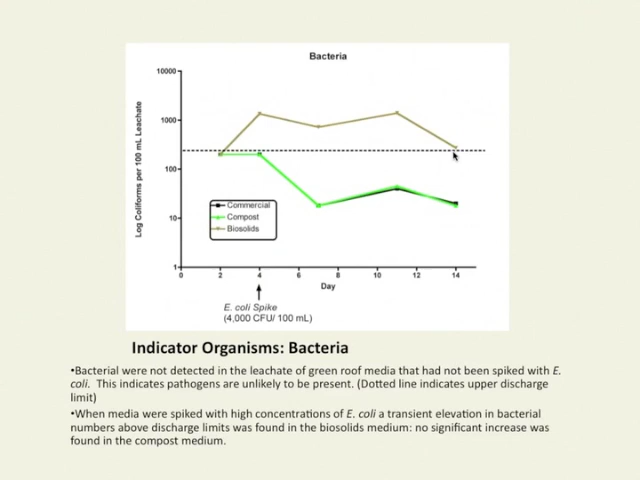 Bacteria
10000
1000
100
10
1
Log Coliforms per 100 mL Leachate
Commercial
Compost
Biosolids
0 2 4 6 8 10 12 14
Day
E. coli Spike
(4,000 CFU/ 100 mL)
Indicator Organisms: Bacteria
•Bacterial were not detected in the leachate of green roof media that had not been spiked with E.
coli. This indicates pathogens are unlikely to be present. (Dotted line indicates upper discharge
limit)
•When media were spiked with high concentrations of E. coli a transient elevation in bacterial
numbers above discharge limits was found in the biosolids medium: no significant increase was
found in the compost medium.